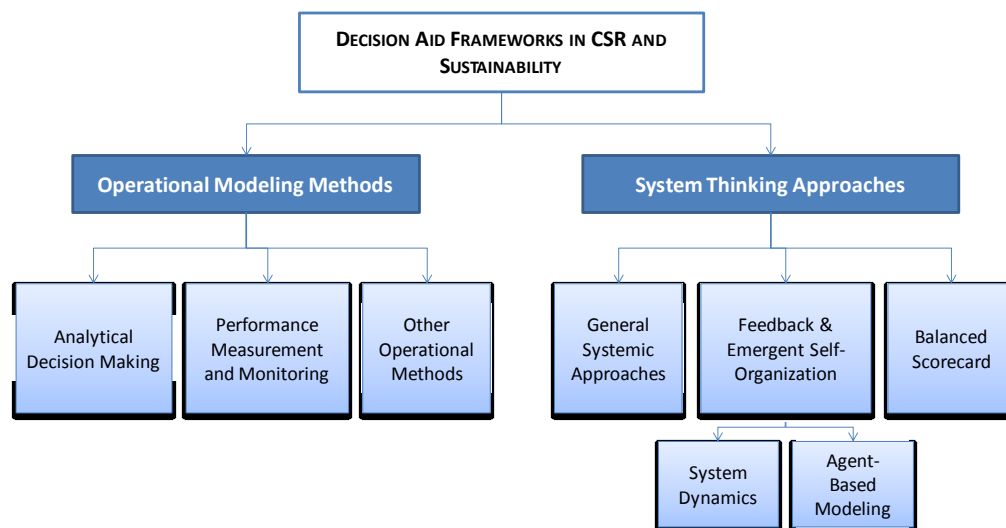 DECISION AID FRAMEWORKS IN CSR AND
SUSTAINABILITY
Operational Modeling Methods
System Thinking Approaches
Analytical
Decision Making
Performance
Measurement
and Monitoring
Other
Operational
Methods
General
Systemic
Approaches
Feedback &
Emergent Self-
Organization
Balanced
Scorecard
System
Dynamics
Agent-
Based
Modeling